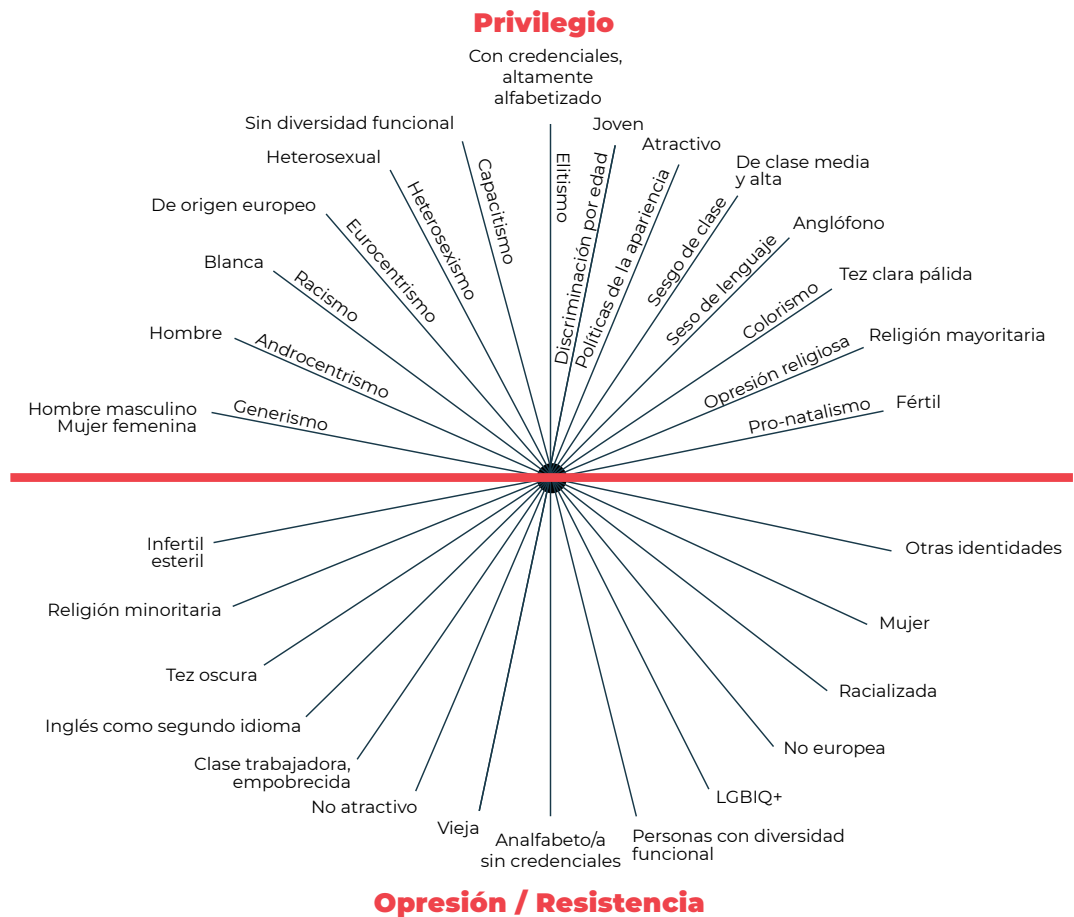 Privilegio
Con credenciales,
altamente
alfabetizado
Joven
Sin diversidad funcional
Atractivo
Heterosexual
De clase media
y alta
De origen europeo
Anglófono
Blanca
Tez clara pálida
Hombre
Religión mayoritaria
Hombre masculino
Mujer femenina
Fértil
Generismo
Androcentrismo
Racismo
Eurocentrismo
Heterosexismo
Capacitismo
Elitismo
Discriminación por edad
Políticas de la apariencia
Sesgo de clase
Seso de lenguaje
Colorismo
Opresión religiosa
Pro-natalismo
Infertil
esteril
Otras identidades
Religión minoritaria
Mujer
Tez oscura
Racializada
Inglés como segundo idioma
No europea
Clase trabajadora,
empobrecida
LGBIQ+
No atractivo
Vieja
Analfabeto/a
sin credenciales
Personas con diversidad
funcional
Opresión / Resistencia